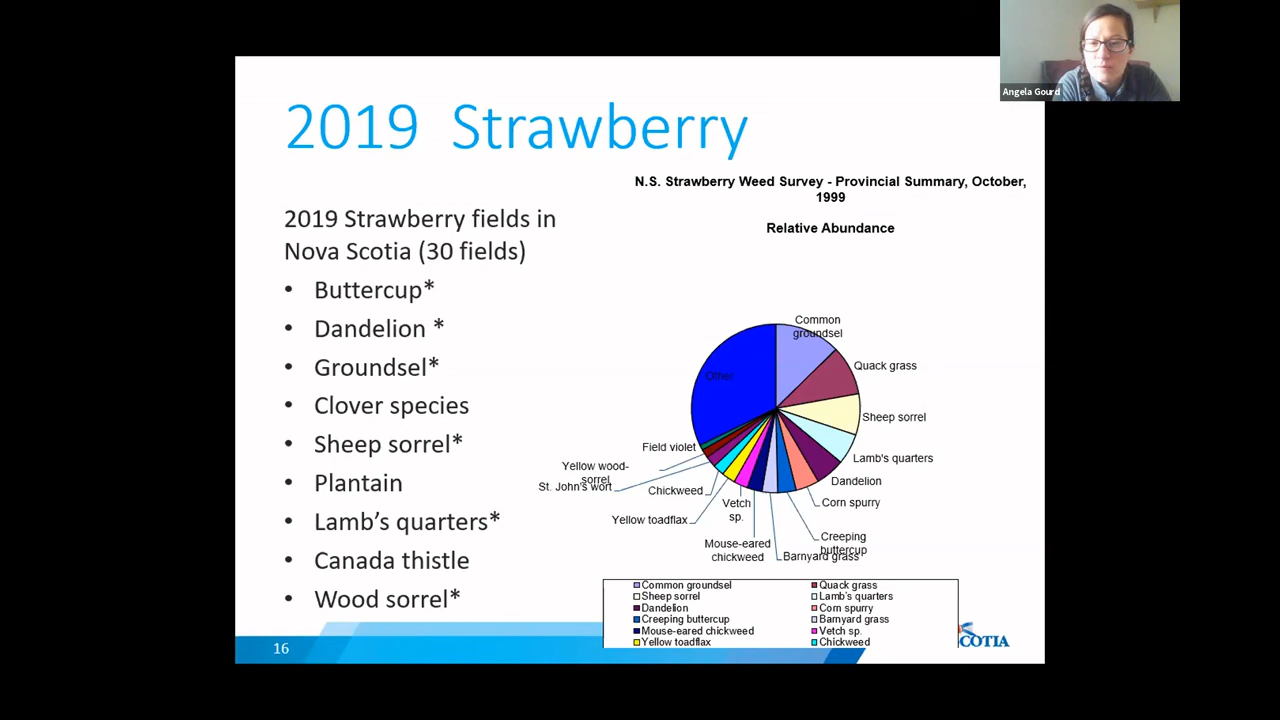 Angela Gourd
2019 Strawberry
N.S. Strawberry Weed Survey - Provincial Summary, October,
1999
Relative Abundance
2019 Strawberry fields in
Nova Scotia (30 fields)
• Buttercup*
• Dandelion *
• Groundsel*
• Clover species
• Sheep sorrel*
• Plantain
• Lamb's quarters*
• Canada thistle
• Wood sorrel*
Common
groundsel
Quack grass
Sheep sorrel
Lamb's quarters
Dandelion
Corn spurry
Creeping
buttercup
Barnyard grass
Mouse-eared
chickweed
Vetch
sp.
Yellow toadflax
Chickweed
St. John's wort
Yellow wood-
sorrel
Field violet
Other
Common groundsel
Quack grass
Sheep sorrel
Lamb's quarters
Dandelion
Corn spurry
Creeping buttercup
Barnyard grass
Mouse-eared chickweed
Vetch sp.
Yellow toadflax
Chickweed
16
COTIA